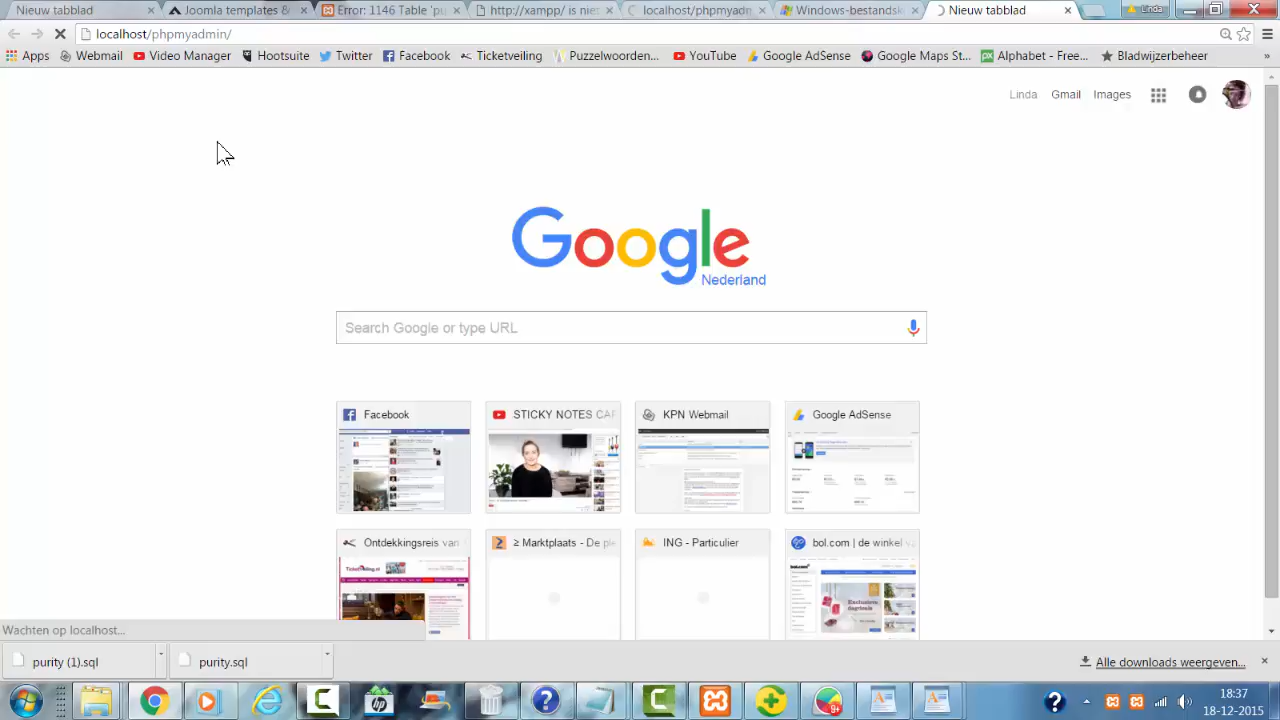 Nieuw tabblad
Joomla templates &
Error: 1146 Table 'pu
http://xampp/ is nie
localhost/phpmyadm
Windows-bestandsk
Nieuw tabblad
Linda
localhost/phpmyadmin/
Apps
Webmail
Video Manager
Hootsuite
Twitter
Facebook
Ticketveiling
Puzzelwoorden...
YouTube
Google AdSense
Google Maps St...
Alphabet - Free...
Bladwijzerbeheer
»
Linda
Gmail
Images
Google
Nederland
Search Google or type URL
Facebook
STICKY NOTES CAF
KPN Webmail
Google AdSense
Ontdekkingsreis van
≥ Marktplaats - De ple
ING - Particulier
bol.com | de winkel v
Wachten op localhost...
purty (1).sql
purty.sql
Alle downloads weergeven...
18:37
18-12-2015